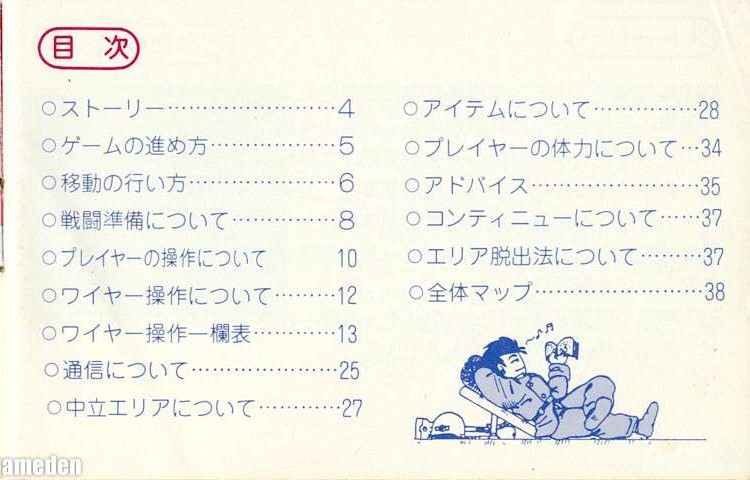 目 次
○ストーリー……………………4
○ゲームの進め方………………5
○移動の行い方…………………6
○戦闘準備について……………8
○プレイヤーの操作について 10
○ワイヤー操作について………12
○ワイヤー操作一欄表…………13
○通信について…………………25
○中立エリアについて…………27
○アイテムについて……………28
○プレイヤーの体力について…34
○アドバイス……………………35
○コンティニューについて……37
○エリア脱出法について………37
○全体マップ……………………38
ameden